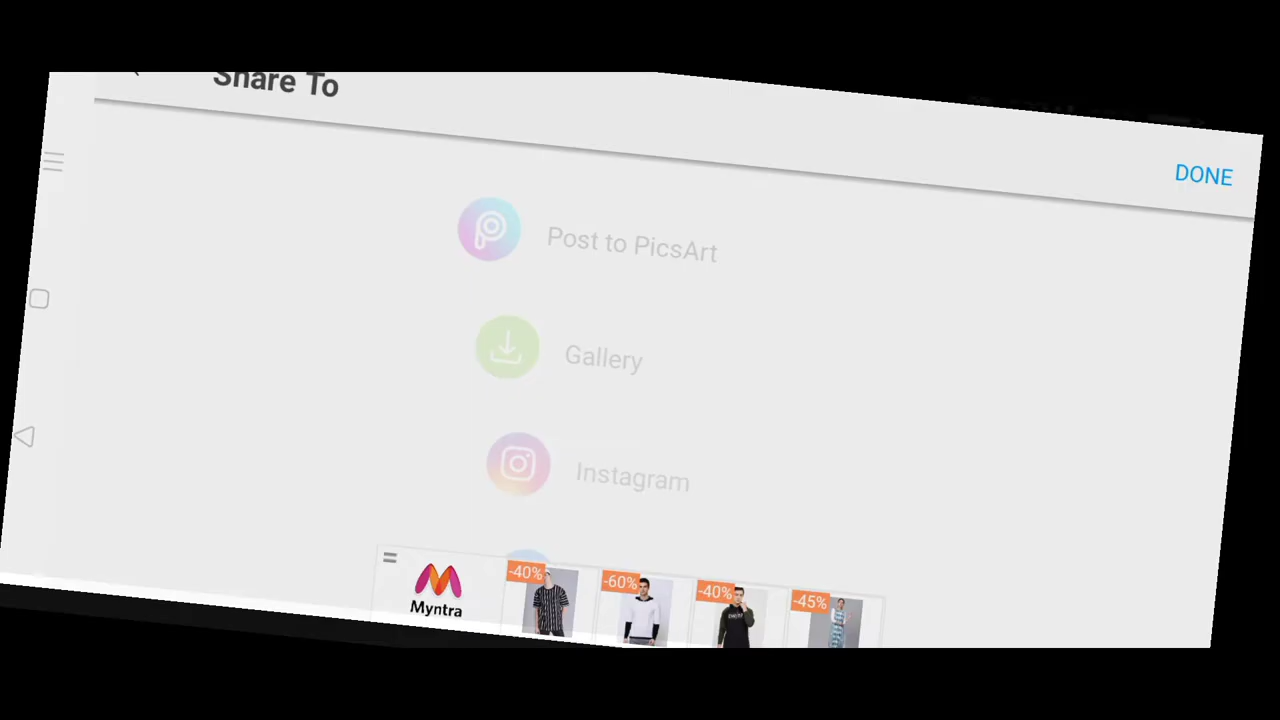 Share To
DONE
Post to PicsArt
Gallery
Instagram
Myntra
-40%
-60%
-40%
-45%